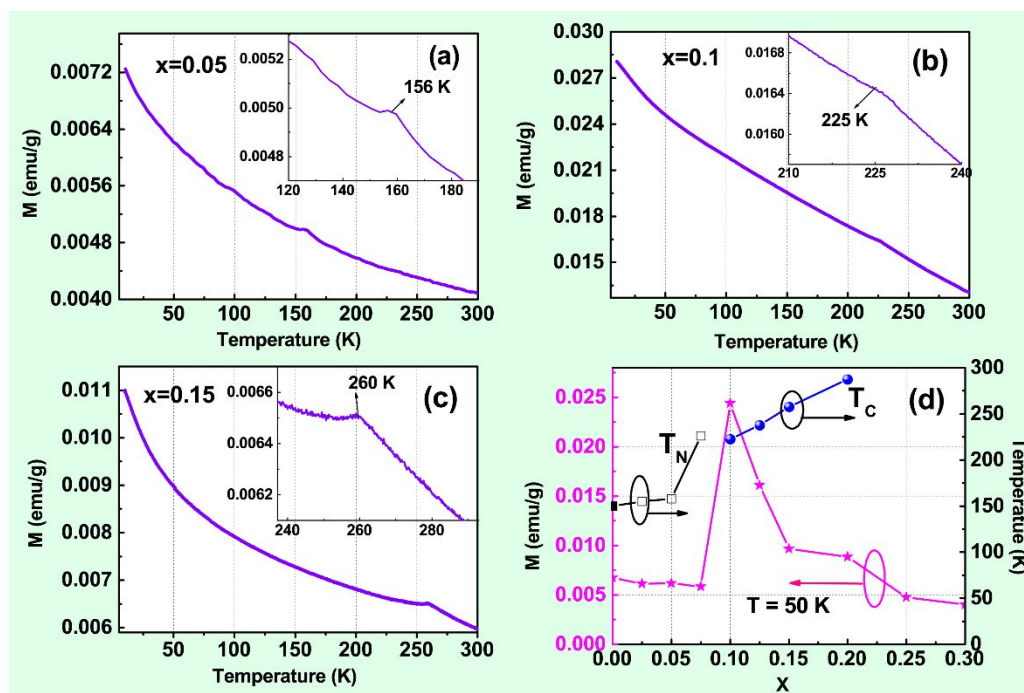 (a)
x=0.05
M (emu/g)
0.0072
0.0064
0.0056
0.0048
0.0040
50 100 150 200 250 300
Temperature (K)
0.0052
0.0050
0.0048
120 140 160 180
156 K
(b)
x=0.1
M (emu/g)
0.030
0.027
0.024
0.021
0.018
0.015
50 100 150 200 250 300
Temperature (K)
0.0168
0.0164
0.0160
210 220 225 230 240
225 K
(c)
x=0.15
M (emu/g)
0.011
0.010
0.009
0.008
0.007
0.006
50 100 150 200 250 300
Temperature (K)
0.0066
0.0064
0.0062
240 260 280
260 K
(d)
M (emu/g)
0.025
0.020
0.015
0.010
0.005
0.000
0.00 0.05 0.10 0.15 0.20 0.25 0.30
X
300
250
200
150
100
50
0
Temperatue (K)
TN
TC
T = 50 K